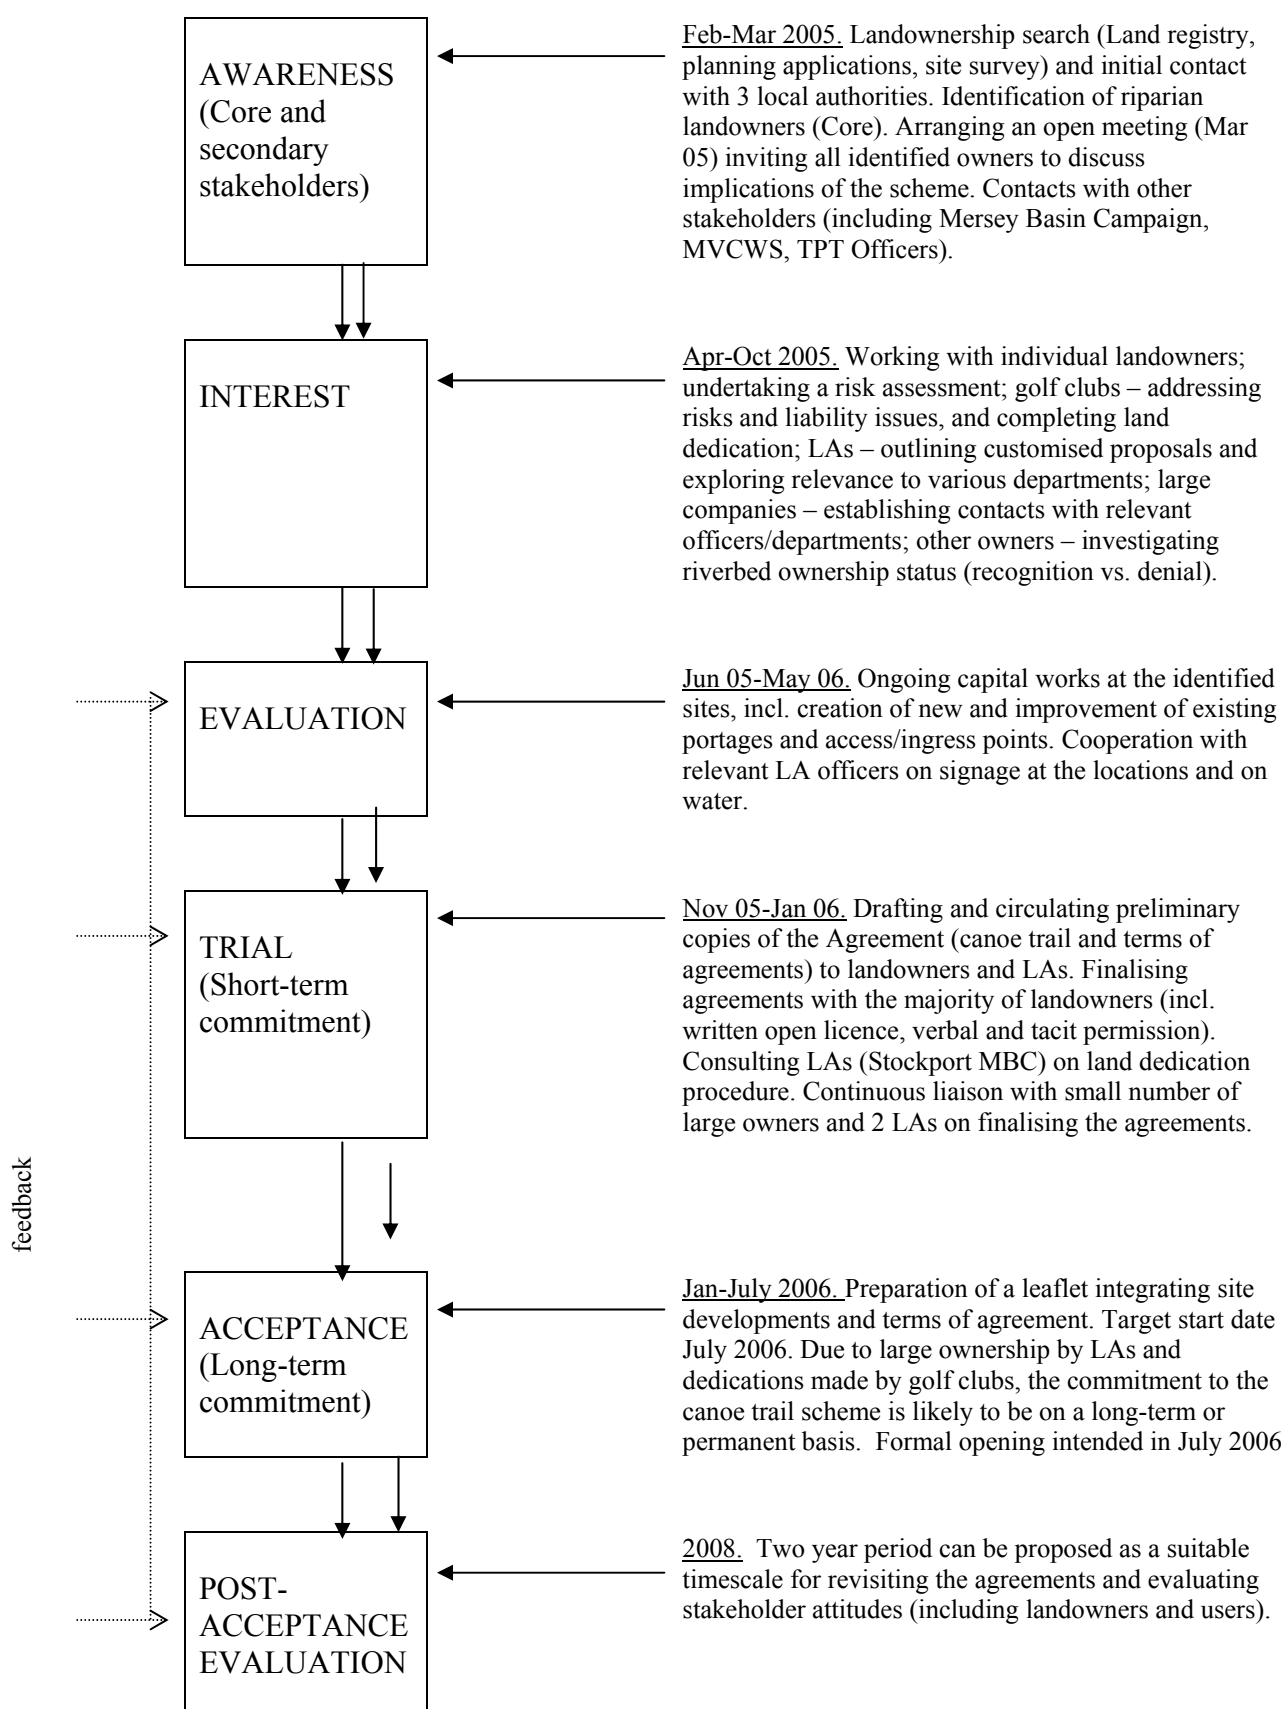 AWARENESS
(Core and
secondary
stakeholders)
Feb-Mar 2005. Landownership search (Land registry,
planning applications, site survey) and initial contact
with 3 local authorities. Identification of riparian
landowners (Core). Arranging an open meeting (Mar
05) inviting all identified owners to discuss
implications of the scheme. Contacts with other
stakeholders (including Mersey Basin Campaign,
MVCWS, TPT Officers).
INTEREST
Apr-Oct 2005. Working with individual landowners;
undertaking a risk assessment; golf clubs – addressing
risks and liability issues, and completing land
dedication; LAs – outlining customised proposals and
exploring relevance to various departments; large
companies – establishing contacts with relevant
officers/departments; other owners – investigating
riverbed ownership status (recognition vs. denial).
EVALUATION
Jun 05-May 06. Ongoing capital works at the identified
sites, incl. creation of new and improvement of existing
portages and access/ingress points. Cooperation with
relevant LA officers on signage at the locations and on
water.
TRIAL
(Short-term
commitment)
Nov 05-Jan 06. Drafting and circulating preliminary
copies of the Agreement (canoe trail and terms of
agreements) to landowners and LAs. Finalising
agreements with the majority of landowners (incl.
written open licence, verbal and tacit permission).
Consulting LAs (Stockport MBC) on land dedication
procedure. Continuous liaison with small number of
large owners and 2 LAs on finalising the agreements.
feedback
ACCEPTANCE
(Long-term
commitment)
Jan-July 2006. Preparation of a leaflet integrating site
developments and terms of agreement. Target start date
July 2006. Due to large ownership by LAs and
dedications made by golf clubs, the commitment to the
canoe trail scheme is likely to be on a long-term or
permanent basis.  Formal opening intended in July 2006
POST-
ACCEPTANCE
EVALUATION
2008.  Two year period can be proposed as a suitable
timescale for revisiting the agreements and evaluating
stakeholder attitudes (including landowners and users).